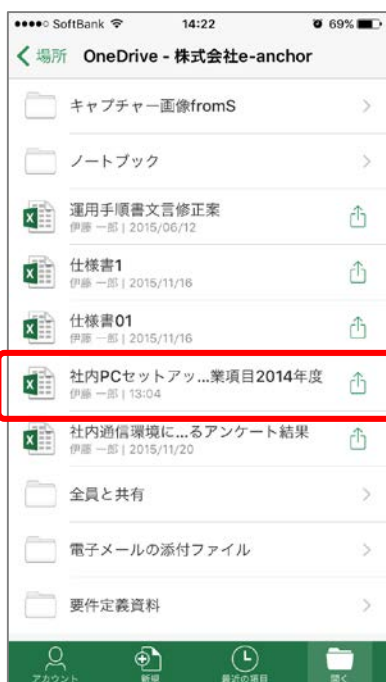 SoftBank 14:22 69%
場所 OneDrive - 株式会社e-anchor
キャプチャー画像fromS
ノートブック
運用手順書文言修正案
伊藤 一郎 | 2015/06/12
仕様書1
伊藤 一郎 | 2015/11/16
仕様書01
伊藤 一郎 | 2015/11/16
社内PCセットアッ...業項目2014年度
伊藤 一郎 | 13:04
社内通信環境に...るアンケート結果
伊藤 一郎 | 2015/11/20
全員と共有
電子メールの添付ファイル
要件定義資料
アカウント 新規 最近の項目 開く